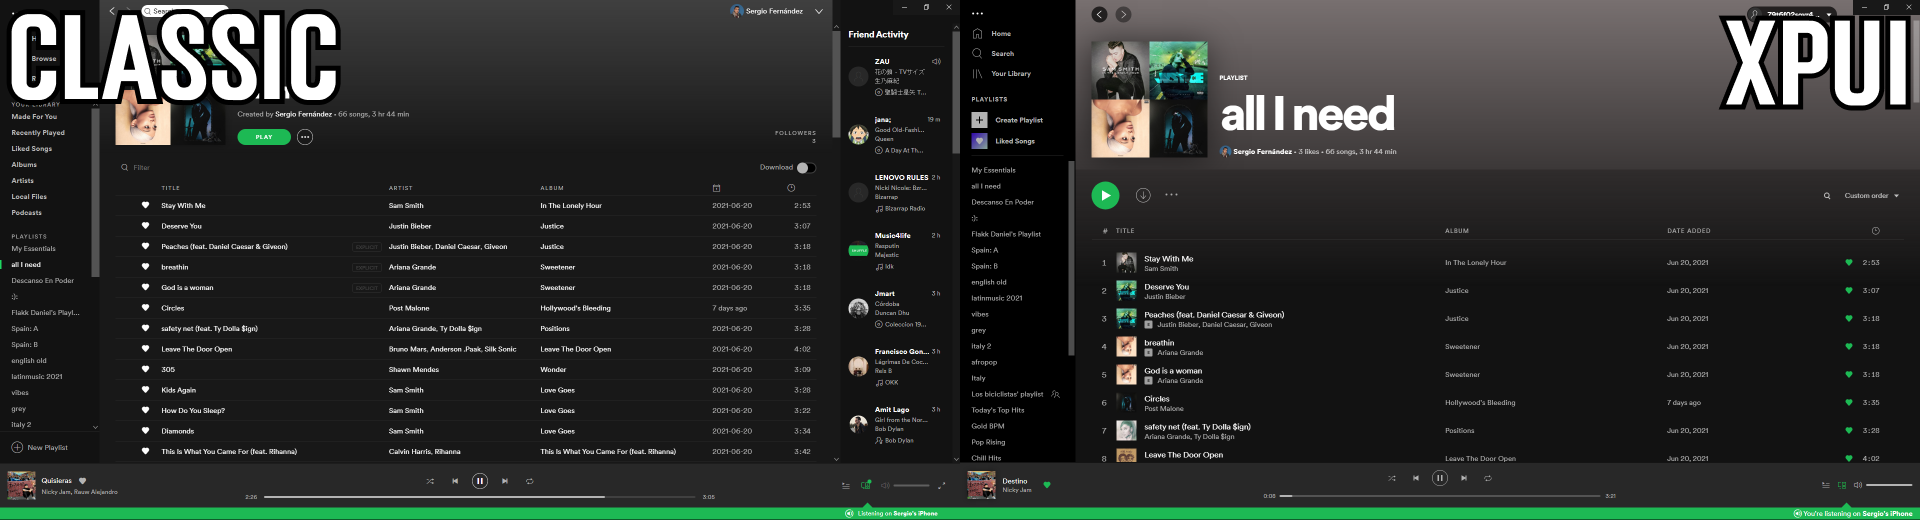 CLASSIC
Search
Sergio Fernández
Browse
YOUR LIBRARY
Made For You
Recently Played
Liked Songs
Albums
Artists
Local Files
Podcasts
PLAYLISTS
My Essentials
all I need
Descanso En Poder
:):
Flakk Daniel's Playl...
Spain: A
Spain: B
english old
latinmusic 2021
vibes
grey
italy 2
New Playlist
Created by Sergio Fernández • 66 songs, 3 hr 44 min
PLAY
FOLLOWERS
3
Filter
Download
TITLE ARTIST ALBUM
Stay With Me Sam Smith In The Lonely Hour 2021-06-20 2:53
Deserve You Justin Bieber Justice 2021-06-20 3:07
Peaches (feat. Daniel Caesar & Giveon) EXPLICIT Justin Bieber, Daniel Caesar, Giveon Justice 2021-06-20 3:18
breathin EXPLICIT Ariana Grande Sweetener 2021-06-20 3:18
God is a woman EXPLICIT Ariana Grande Sweetener 2021-06-20 3:18
Circles Post Malone Hollywood's Bleeding 7 days ago 3:35
safety net (feat. Ty Dolla $ign) Ariana Grande, Ty Dolla $ign Positions 2021-06-20 3:28
Leave The Door Open Bruno Mars, Anderson .Paak, Silk Sonic Leave The Door Open 2021-06-20 4:02
305 Shawn Mendes Wonder 2021-06-20 3:09
Kids Again Sam Smith Love Goes 2021-06-20 3:28
How Do You Sleep? Sam Smith Love Goes 2021-06-20 3:22
Diamonds Sam Smith Love Goes 2021-06-20 3:34
This Is What You Came For (feat. Rihanna) Calvin Harris, Rihanna This Is What You Came For (feat. Rihanna) 2021-06-20 3:42
Friend Activity
ZAU
花の鎖 - TVサイズ
生乃麻紀
聖闘士星矢 T...
jana; 19 m
Good Old-Fashi...
Queen
A Day At Th...
LENOVO RULES 2 h
Nicki Nicole: Bzr...
Bizarrap
Bizarrap Radio
Music4life 2 h
Rasputin
Majestic
Idk
Jmart 3 h
Córdoba
Duncan Dhu
Coleccion 19...
Francisco Gon... 3 h
Lágrimas De Coc...
Rels B
OKK
Amit Lago 3 h
Girl from the Nor...
Bob Dylan
Bob Dylan
Quisieras
Nicky Jam, Rauw Alejandro
2:26
3:05
Listening on Sergio's iPhone
XPUI
Home
Search
Your Library
PLAYLISTS
Create Playlist
Liked Songs
My Essentials
all I need
Descanso En Poder
:):
Flakk Daniel's Playlist
Spain: A
Spain: B
english old
latinmusic 2021
vibes
grey
italy 2
afropop
Italy
Los biciclistas' playlist
Today's Top Hits
Gold BPM
Pop Rising
Chill Hits
SAM SMITH
PLAYLIST
all I need
Sergio Fernández • 3 likes • 66 songs, 3 hr 44 min
Custom order
# TITLE ALBUM DATE ADDED
1 Stay With Me In The Lonely Hour Jun 20, 2021 2:53
Sam Smith
2 Deserve You Justice Jun 20, 2021 3:07
Justin Bieber
3 Peaches (feat. Daniel Caesar & Giveon) Justice Jun 20, 2021 3:18
E Justin Bieber, Daniel Caesar, Giveon
4 breathin Sweetener Jun 20, 2021 3:18
E Ariana Grande
5 God is a woman Sweetener Jun 20, 2021 3:18
E Ariana Grande
6 Circles Hollywood's Bleeding 7 days ago 3:35
Post Malone
7 safety net (feat. Ty Dolla $ign) Positions Jun 20, 2021 3:28
Ariana Grande, Ty Dolla $ign
8 Leave The Door Open Leave The Door Open Jun 20, 2021 4:02
Destino
Nicky Jam
0:08
3:21
You're listening on Sergio's iPhone